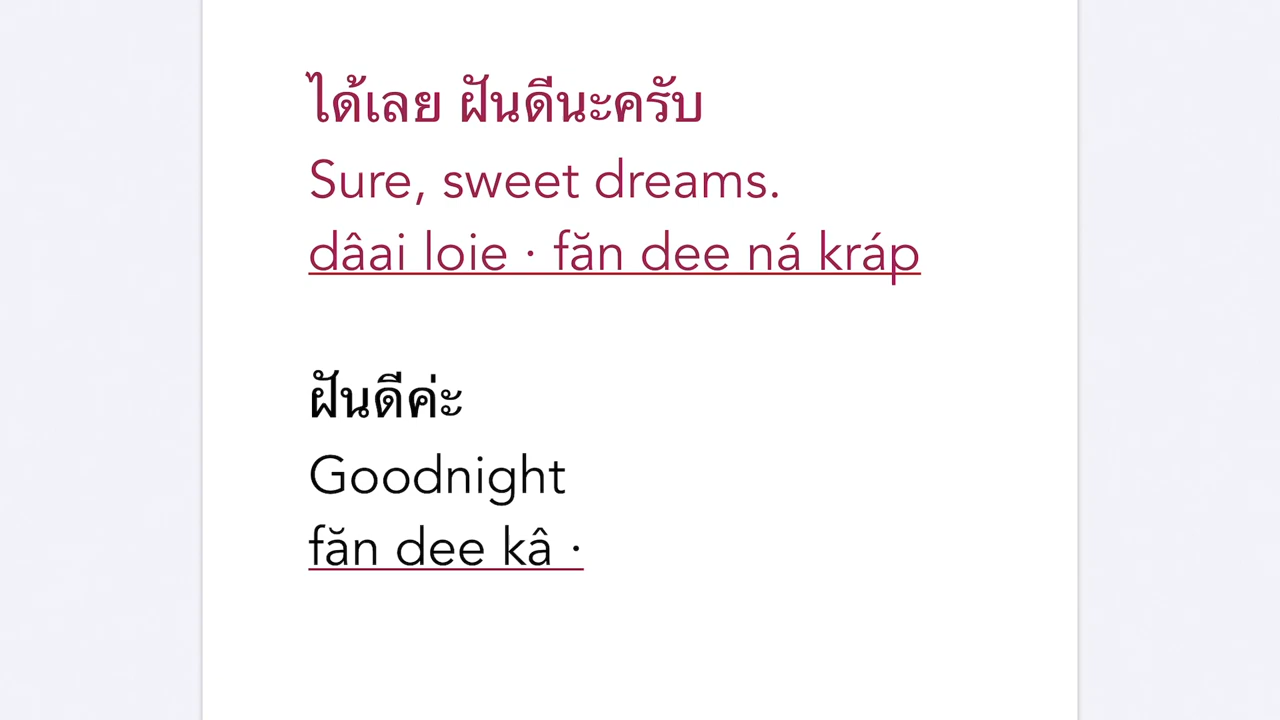 ได้เลย ฝันดีนะครับ
Sure, sweet dreams.
dâai loie · făn dee ná kráp
ฝันดีค่ะ
Goodnight
făn dee kâ ·